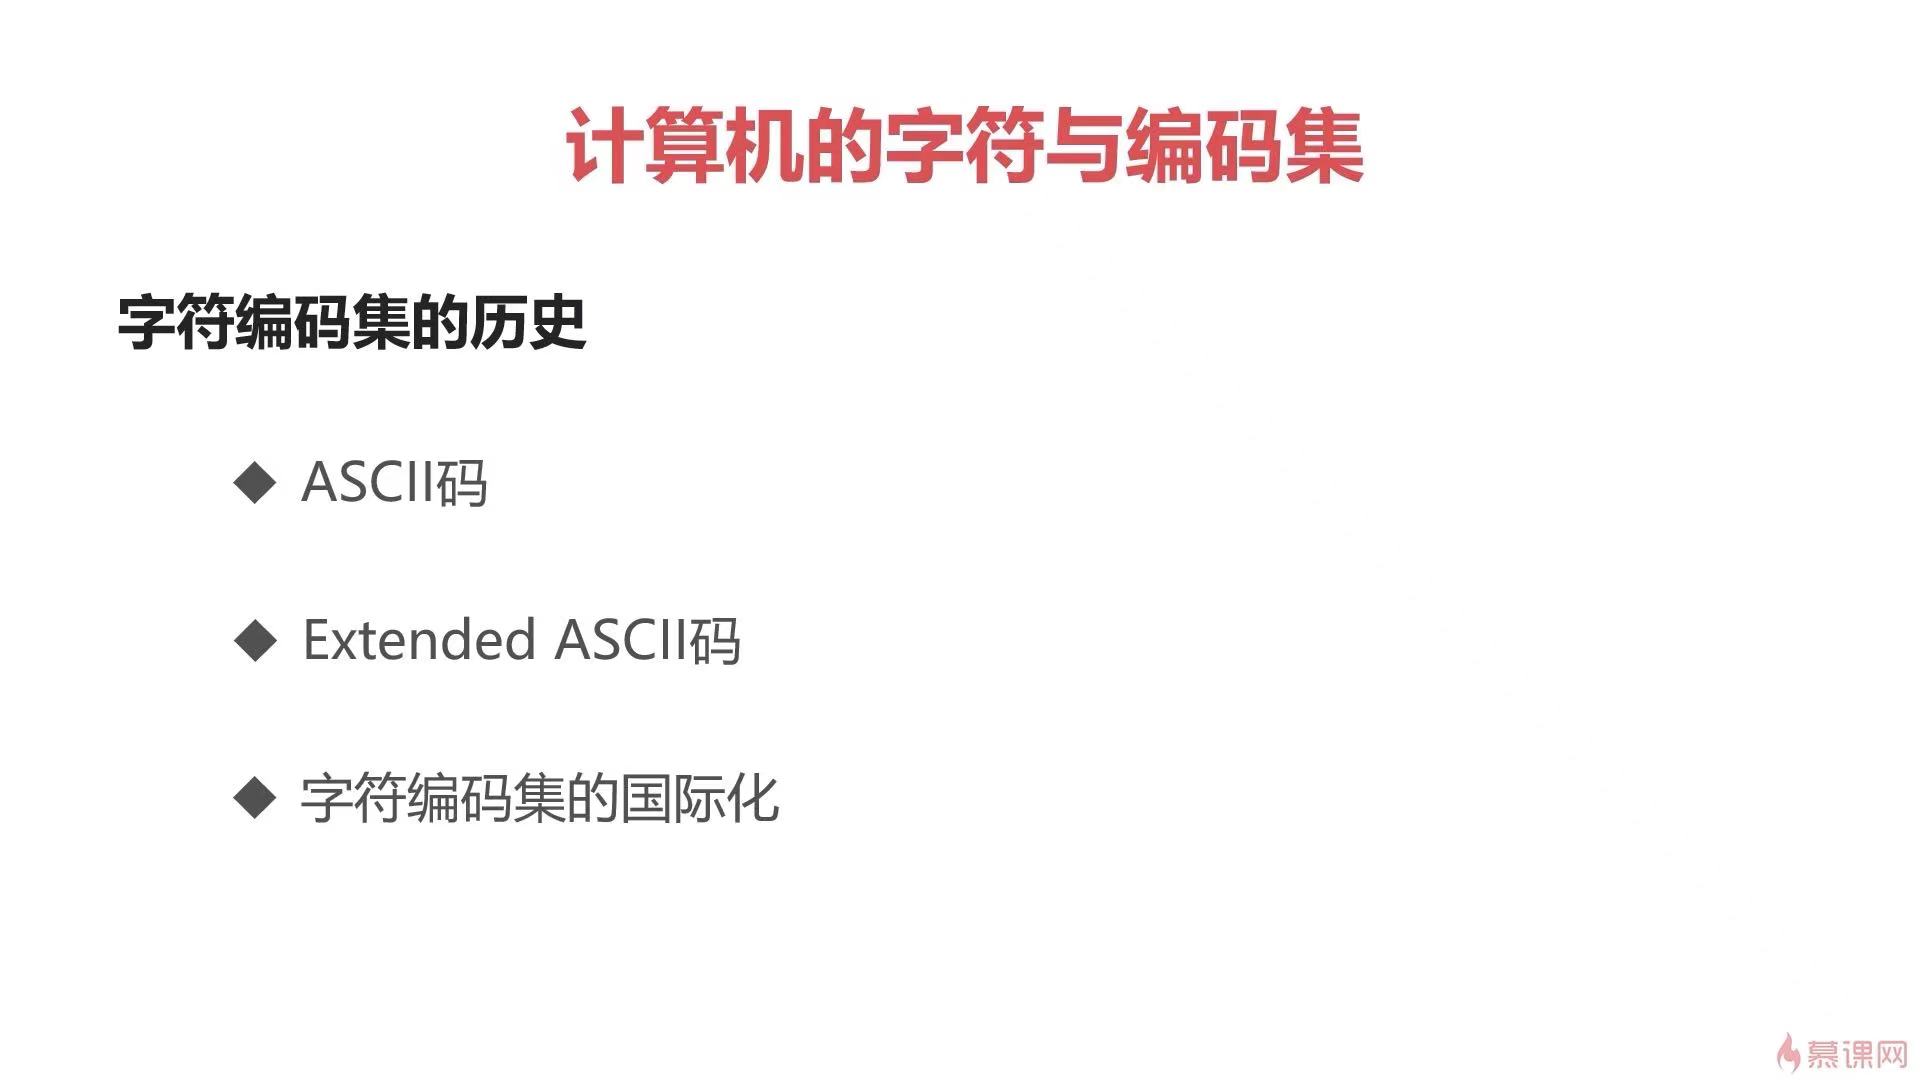 计算机的字符与编码集
字符编码集的历史
◆ ASCII码
◆ Extended ASCII码
◆ 字符编码集的国际化
慕课网